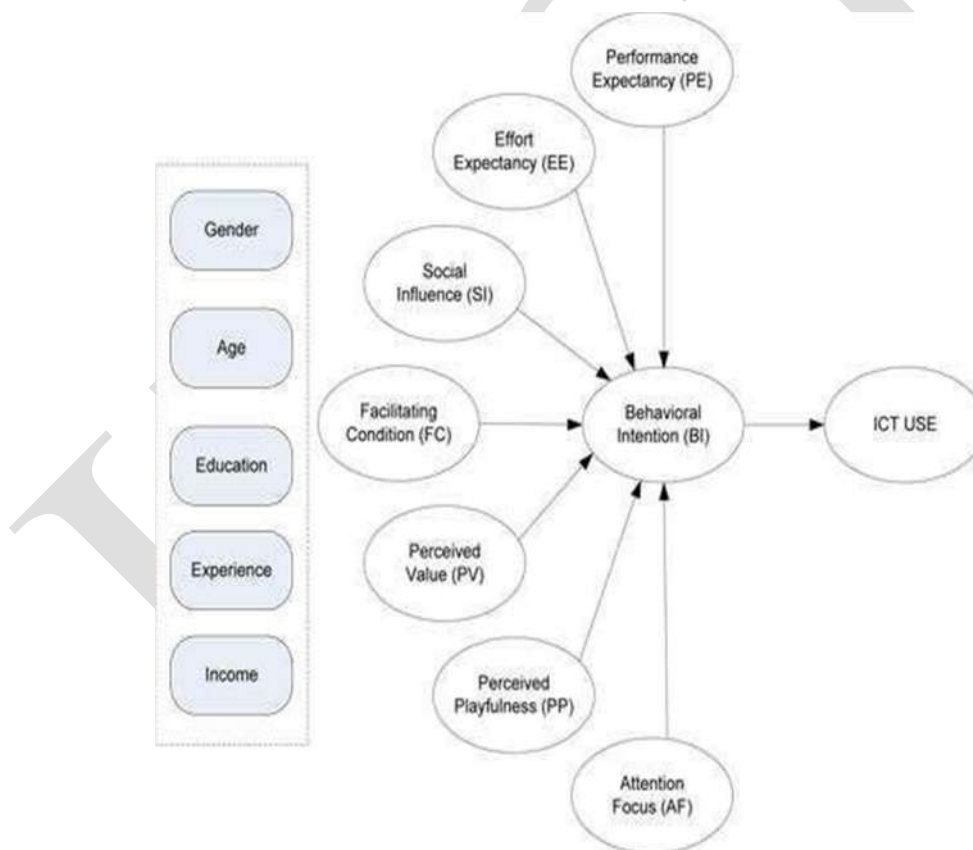 Performance
Expectancy (PE)
Effort
Expectancy (EE)
Gender
Social
Influence (SI)
Age
Facilitating
Condition (FC)
Behavioral
Intention (BI)
ICT USE
Education
Perceived
Value (PV)
Experience
Income
Perceived
Playfulness (PP)
Attention
Focus (AF)